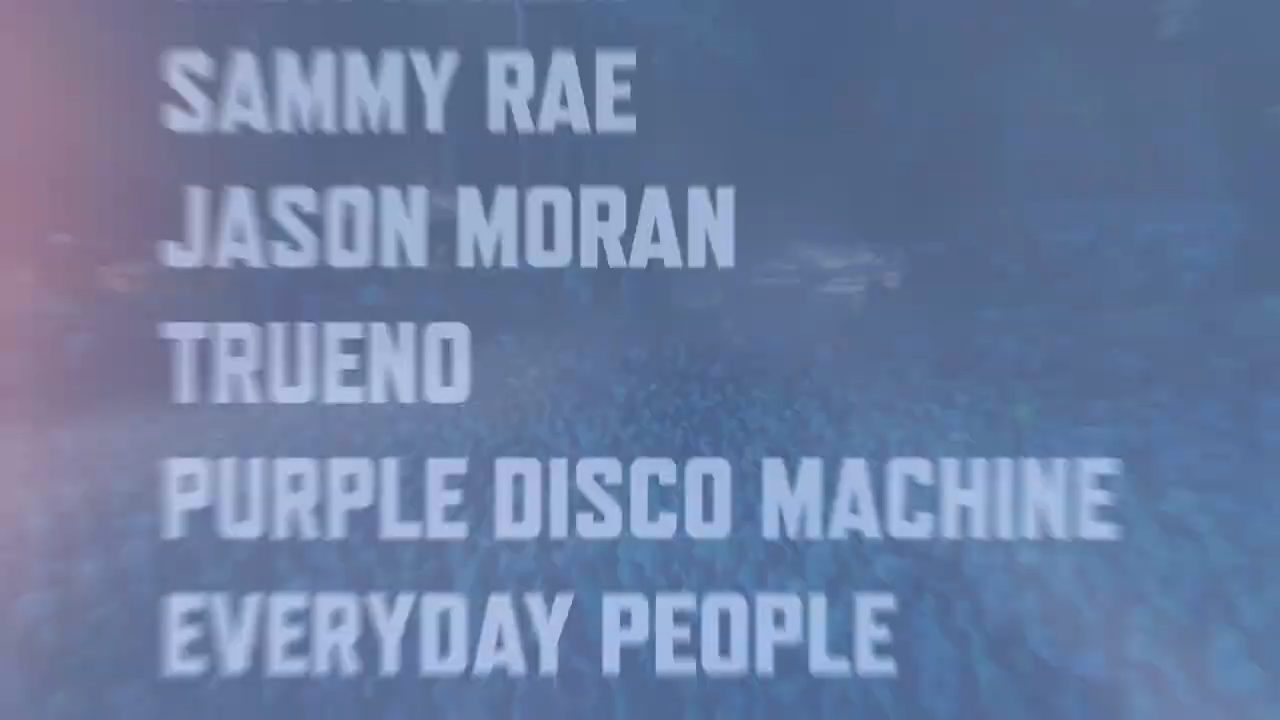 SAMMY RAE
JASON MORAN
TRUENO
PURPLE DISCO MACHINE
EVERYDAY PEOPLE